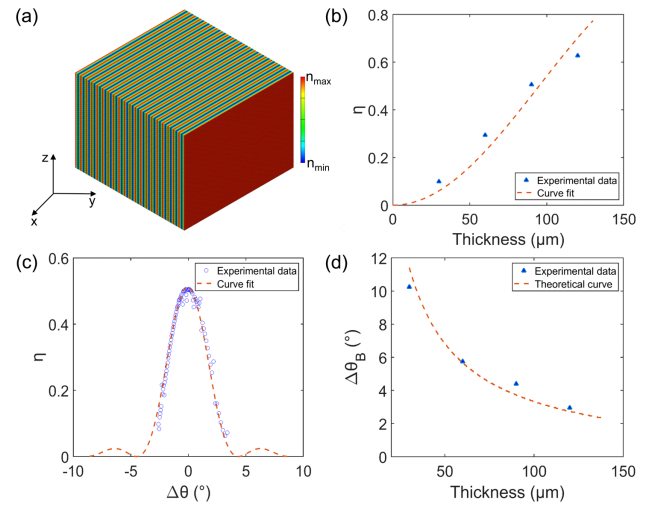 (a)
n_max
n_min
z
y
x
(b)
0.8
0.6
0.4
0.2
0
η
0 50 100 150
Thickness (μm)
Experimental data
Curve fit
(c)
0.6
0.4
0.2
0
η
-10 -5 0 5 10
Δθ (°)
Experimental data
Curve fit
(d)
12
10
8
6
4
2
0
Δθ_B (°)
50 100 150
Thickness (μm)
Experimental data
Theoretical curve